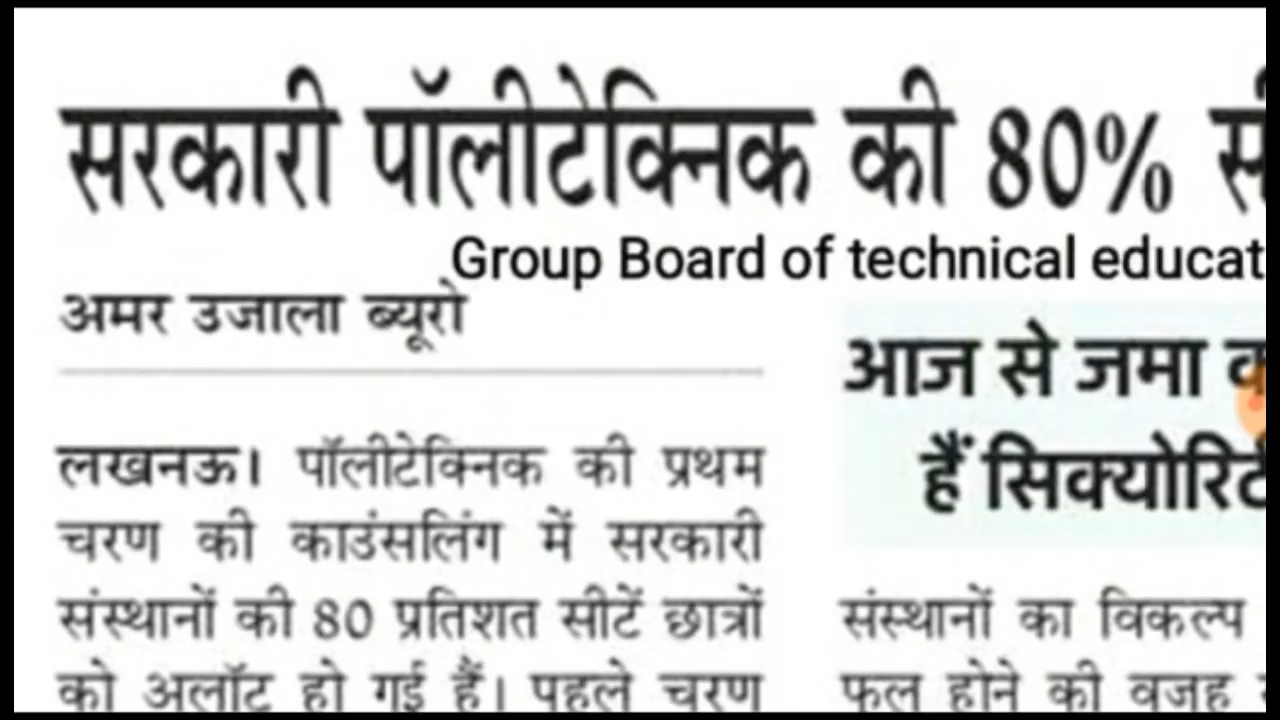 सरकारी पॉलीटेक्निक की 80%
Group Board of technical educat
अमर उजाला ब्यूरो
लखनऊ। पॉलीटेक्निक की प्रथम
चरण की काउंसलिंग में सरकारी
संस्थानों की 80 प्रतिशत सीटें छात्रों
को अलॉट हो गई हैं। पहले चरण
आज से जमा
हैं सिक्योरिटी
संस्थानों का विकल्प
फल होने की वजह